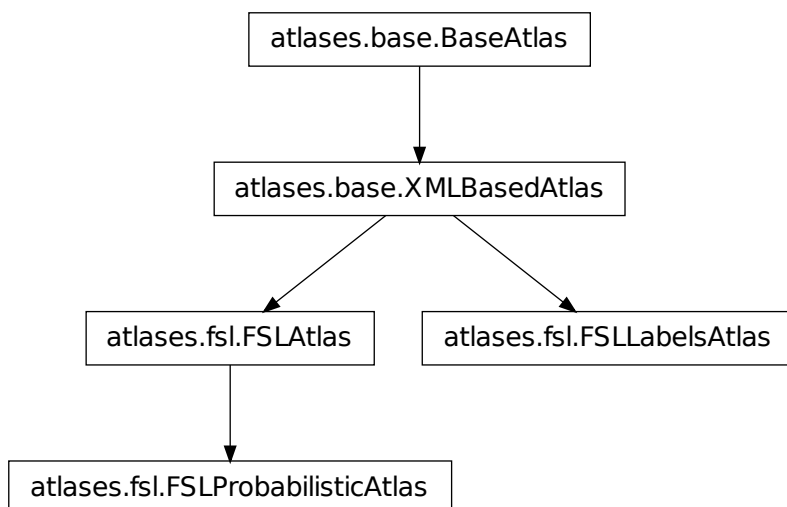 atlases.base.BaseAtlas
atlases.base.XMLBasedAtlas
atlases.fsl.FSLAtlas
atlases.fsl.FSLLabelsAtlas
atlases.fsl.FSLProbabilisticAtlas